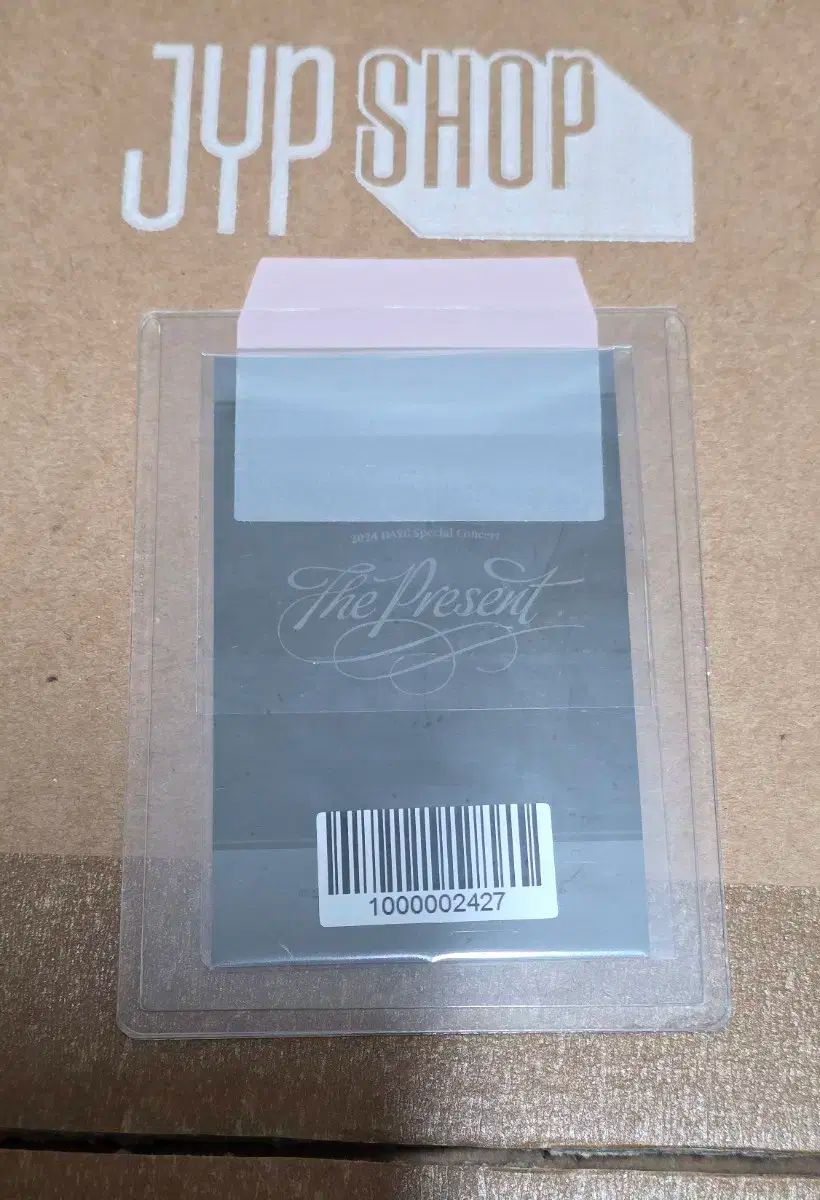 JYP SHOP
2024 DAY6 Special Concert
The Present
1000002427